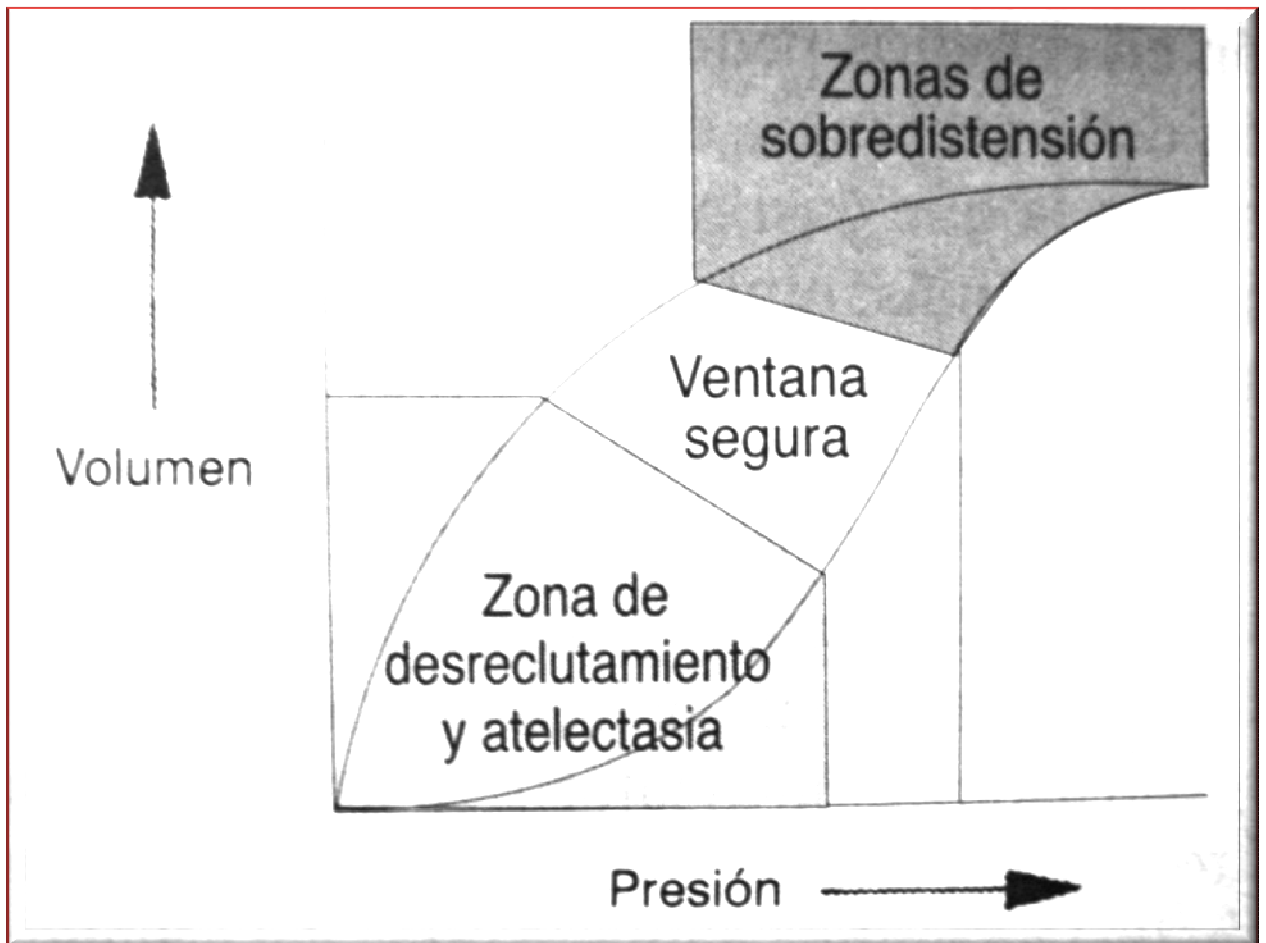 Zonas de
sobredistensión
Ventana
segura
Volumen
Zona de
desreclutamiento
y atelectasia
Presión